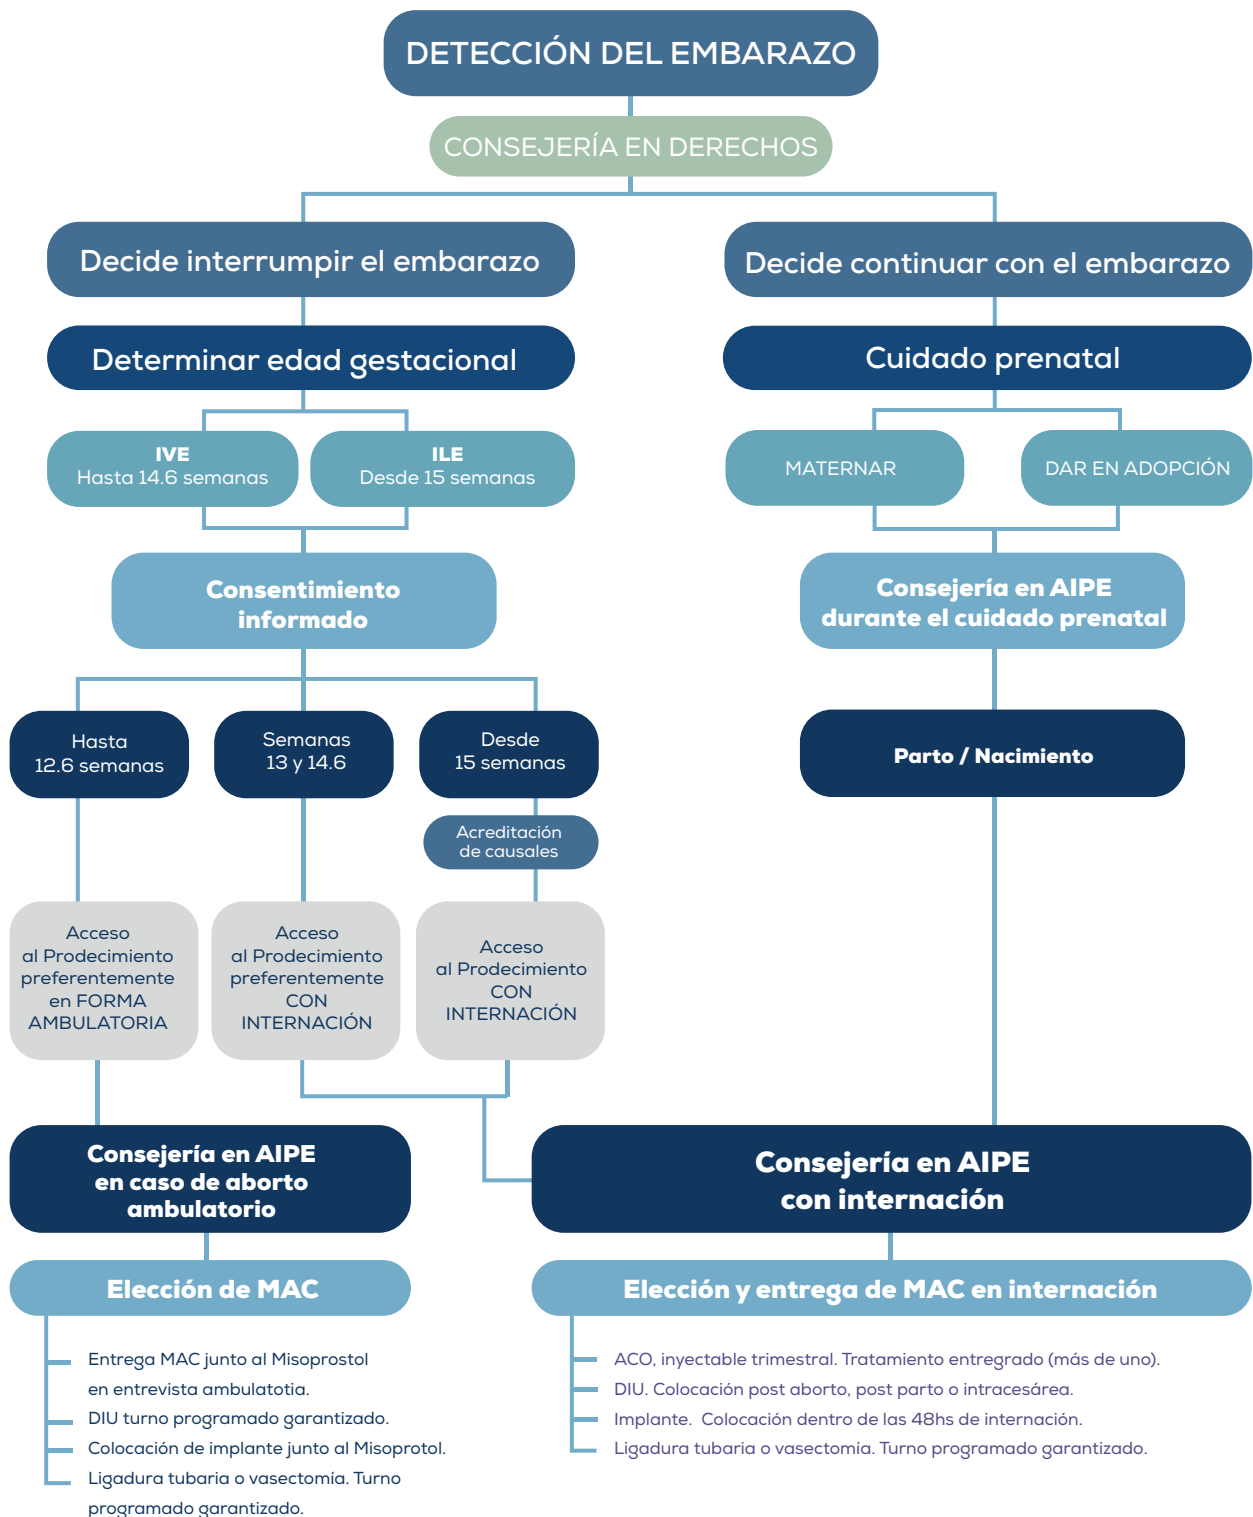 DETECCIÓN DEL EMBARAZO
CONSEJERÍA EN DERECHOS
Decide interrumpir el embarazo
Decide continuar con el embarazo
Determinar edad gestacional
Cuidado prenatal
IVE
Hasta 14.6 semanas
ILE
Desde 15 semanas
MATERNAR
DAR EN ADOPCIÓN
Consentimiento
informado
Consejería en AIPE
durante el cuidado prenatal
Hasta
12.6 semanas
Semanas
13 y 14.6
Desde
15 semanas
Parto / Nacimiento
Acreditación
de causales
Acceso
al Prodecimiento
preferentemente
en FORMA
AMBULATORIA
Acceso
al Prodecimiento
preferentemente
CON
INTERNACIÓN
Acceso
al Prodecimiento
CON
INTERNACIÓN
Consejería en AIPE
en caso de aborto
ambulatorio
Consejería en AIPE
con internación
Elección de MAC
Entrega MAC junto al Misoprostol
en entrevista ambulatotia.
DIU turno programado garantizado.
Colocación de implante junto al Misoprotol.
Ligadura tubaria o vasectomía. Turno
programado garantizado.
Elección y entrega de MAC en internación
ACO, inyectable trimestral. Tratamiento entregado (más de uno).
DIU. Colocación post aborto, post parto o intracesárea.
Implante. Colocación dentro de las 48hs de internación.
Ligadura tubaria o vasectomía. Turno programado garantizado.